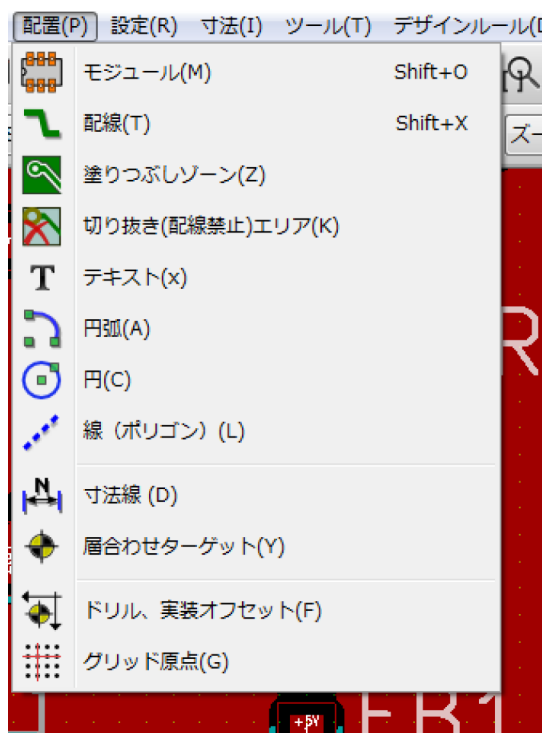 配置(P) 設定(R) 寸法(I) ツール(T) デザインルール(D
モジュール(M) Shift+O
配線(T) Shift+X
ズー
塗りつぶしゾーン(Z)
切り抜き(配線禁止)エリア(K)
T テキスト(x)
円弧(A)
R
円(C)
線（ポリゴン）(L)
N 寸法線 (D)
層合わせターゲット(Y)
ドリル、実装オフセット(F)
グリッド原点(G)
+5V